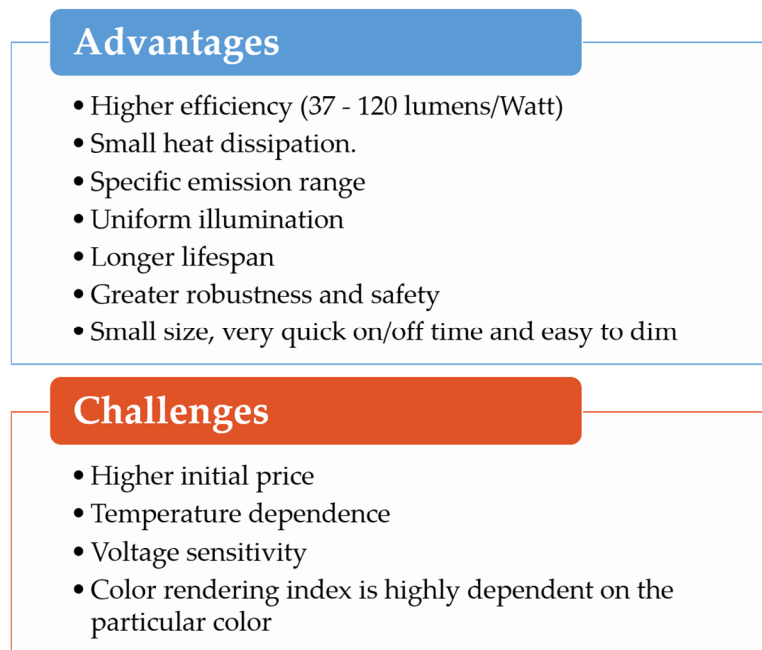 Advantages
• Higher efficiency (37 - 120 lumens/Watt)
• Small heat dissipation.
• Specific emission range
• Uniform illumination
• Longer lifespan
• Greater robustness and safety
• Small size, very quick on/off time and easy to dim
Challenges
• Higher initial price
• Temperature dependence
• Voltage sensitivity
• Color rendering index is highly dependent on the
particular color